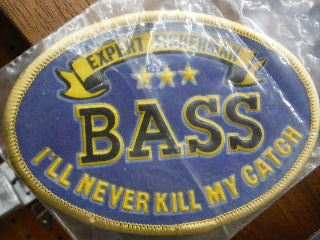 EXPERT FISHERMAN
BASS
I'LL NEVER KILL MY CATCH